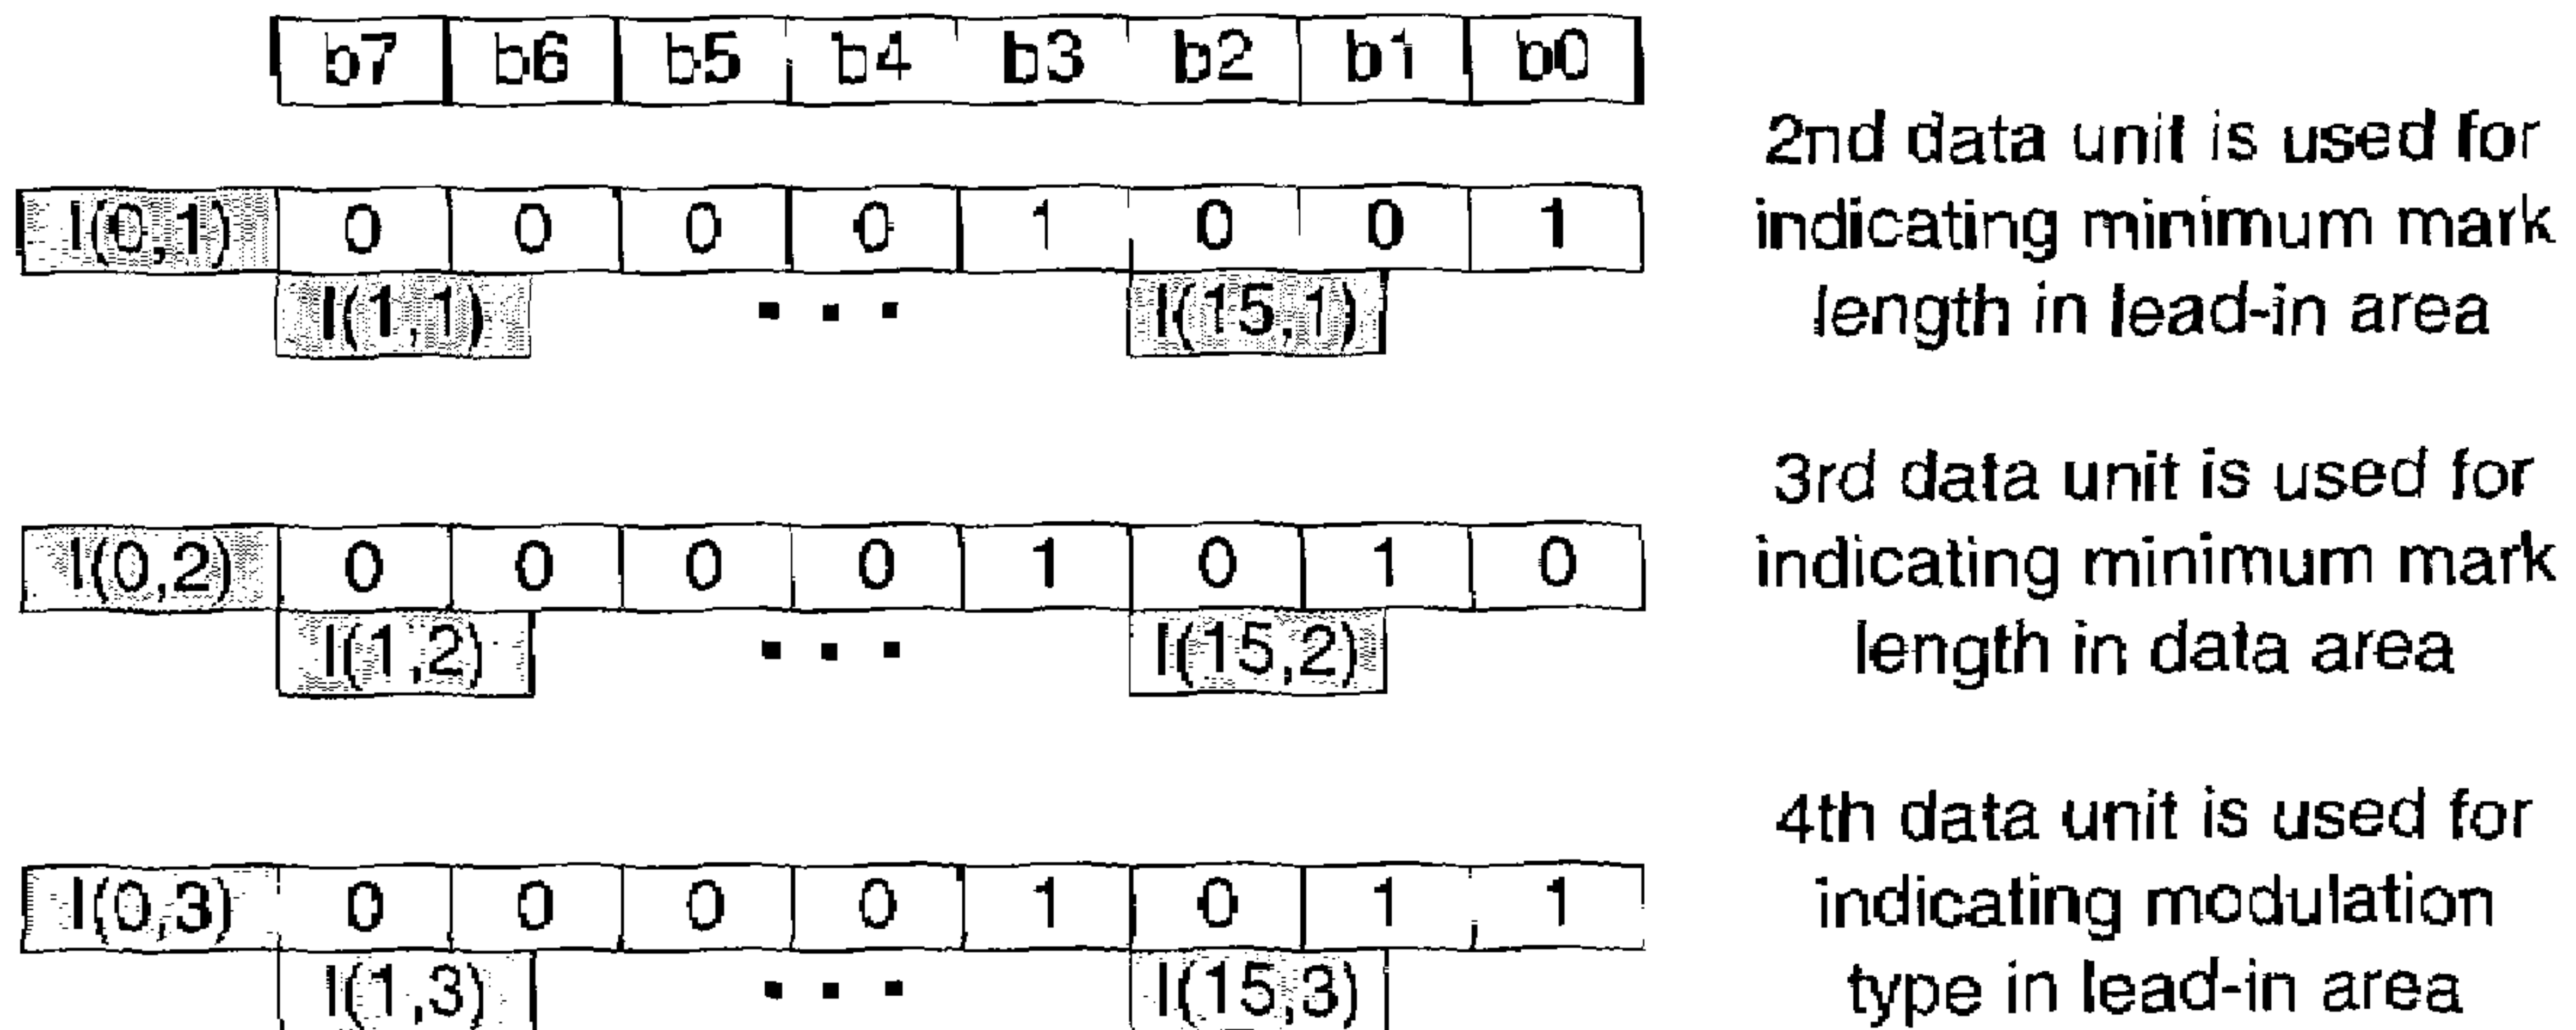 b7 b6 b5 b4 b3 b2 b1 b0
2nd data unit is used for
indicating minimum mark
length in lead-in area
I(0,1) 0 0 0 0 1 0 0 1
I(1,1) ... I(15,1)
3rd data unit is used for
indicating minimum mark
length in data area
I(0,2) 0 0 0 0 1 0 1 0
I(1,2) ... I(15,2)
4th data unit is used for
indicating modulation
type in lead-in area
I(0,3) 0 0 0 0 1 0 1 1
I(1,3) ... I(15,3)